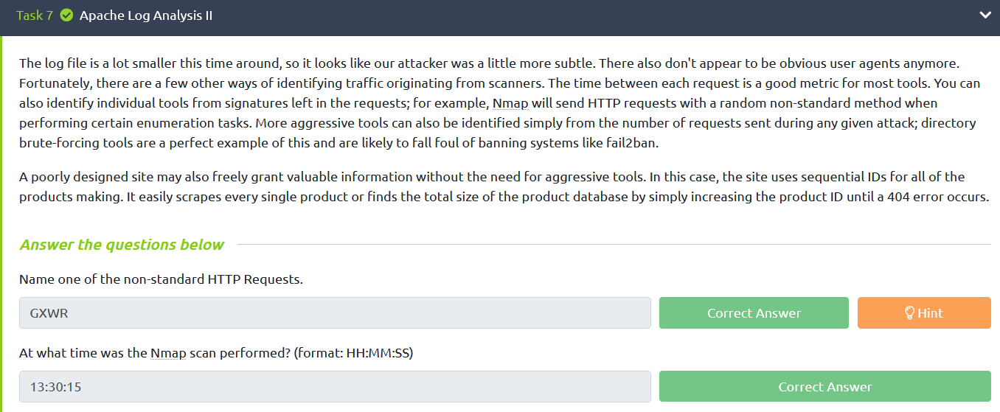 Task 7 Apache Log Analysis II
The log file is a lot smaller this time around, so it looks like our attacker was a little more subtle. There also don't appear to be obvious user agents anymore.
Fortunately, there are a few other ways of identifying traffic originating from scanners. The time between each request is a good metric for most tools. You can
also identify individual tools from signatures left in the requests; for example, Nmap will send HTTP requests with a random non-standard method when
performing certain enumeration tasks. More aggressive tools can also be identified simply from the number of requests sent during any given attack; directory
brute-forcing tools are a perfect example of this and are likely to fall foul of banning systems like fail2ban.
A poorly designed site may also freely grant valuable information without the need for aggressive tools. In this case, the site uses sequential IDs for all of the
products making. It easily scrapes every single product or finds the total size of the product database by simply increasing the product ID until a 404 error occurs.
Answer the questions below
Name one of the non-standard HTTP Requests.
GXWR Correct Answer Hint
At what time was the Nmap scan performed? (format: HH:MM:SS)
13:30:15 Correct Answer